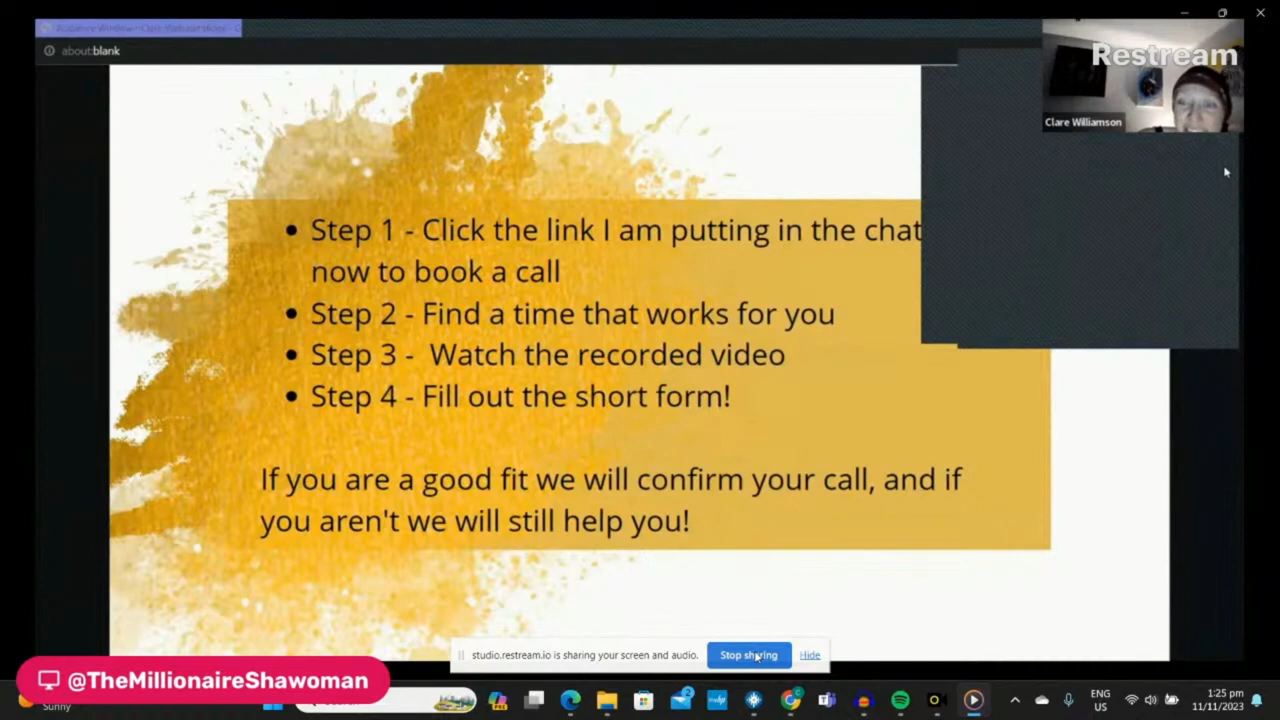 about:blank
Restream
Clare Williamson
Step 1 - Click the link I am putting in the chat
now to book a call
Step 2 - Find a time that works for you
Step 3 - Watch the recorded video
Step 4 - Fill out the short form!
If you are a good fit we will confirm your call, and if
you aren't we will still help you!
studio.restream.io is sharing your screen and audio. Stop sharing Hide
@TheMillionaireShawoman
Sunny
ENG
US
1:25 pm
11/11/2023